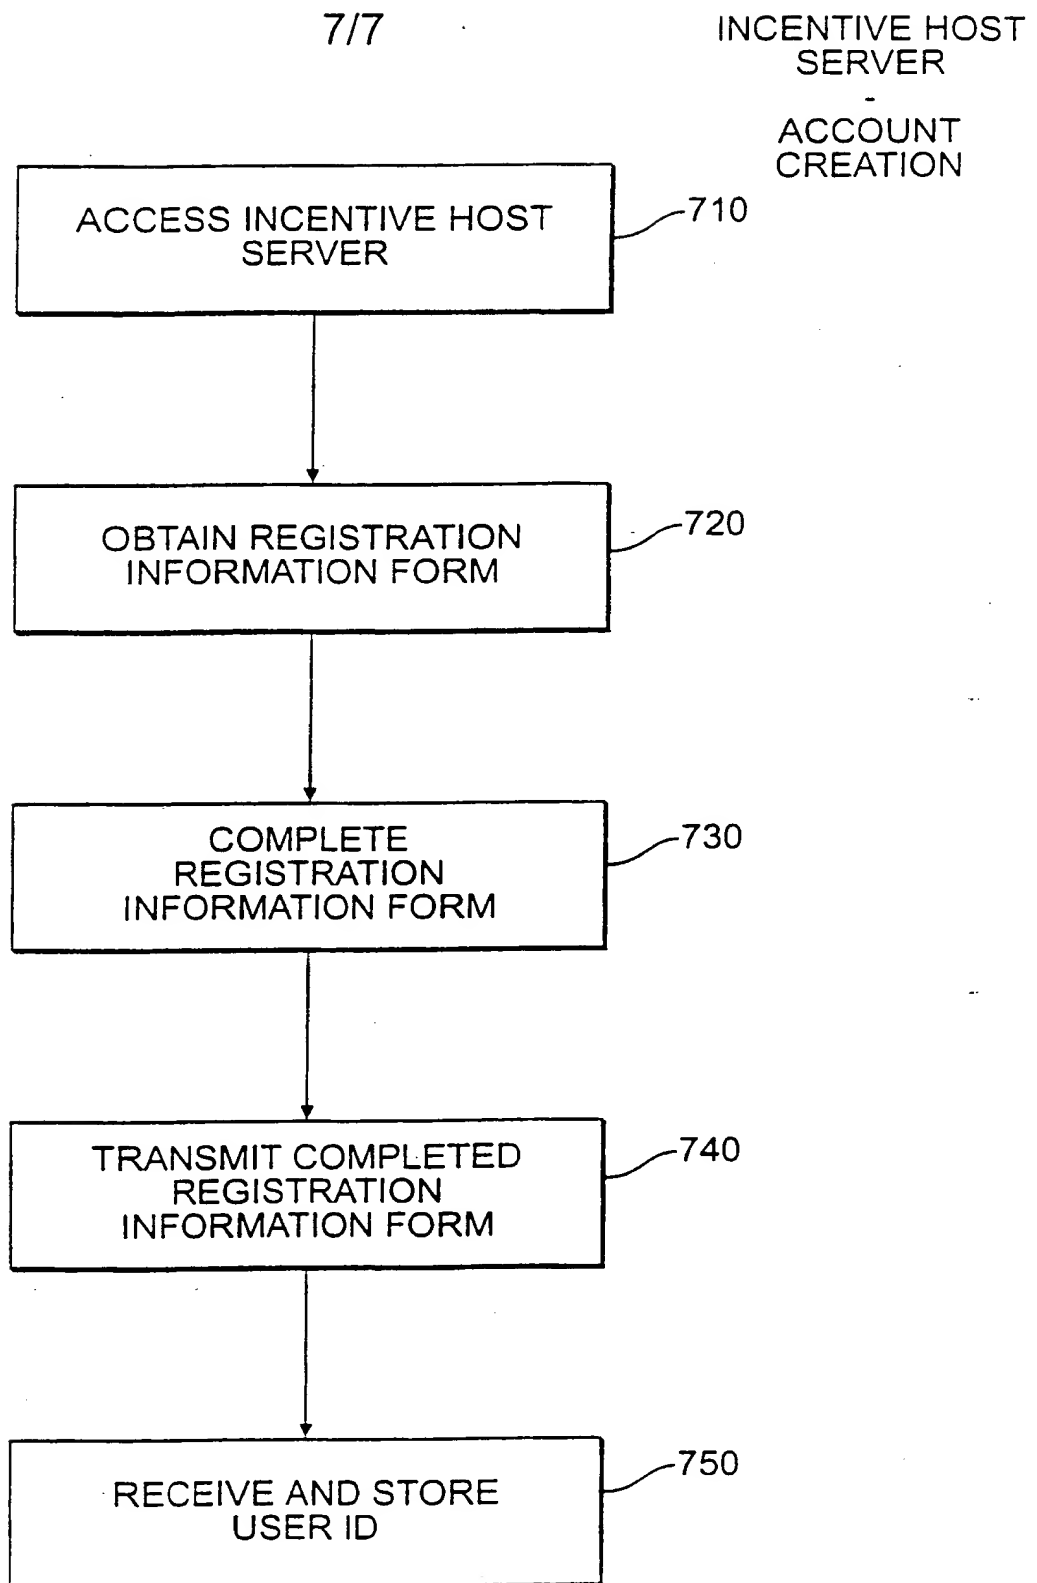 7/7
INCENTIVE HOST
SERVER
-
ACCOUNT
CREATION
ACCESS INCENTIVE HOST
SERVER
710
OBTAIN REGISTRATION
INFORMATION FORM
720
COMPLETE
REGISTRATION
INFORMATION FORM
730
TRANSMIT COMPLETED
REGISTRATION
INFORMATION FORM
740
RECEIVE AND STORE
USER ID
750